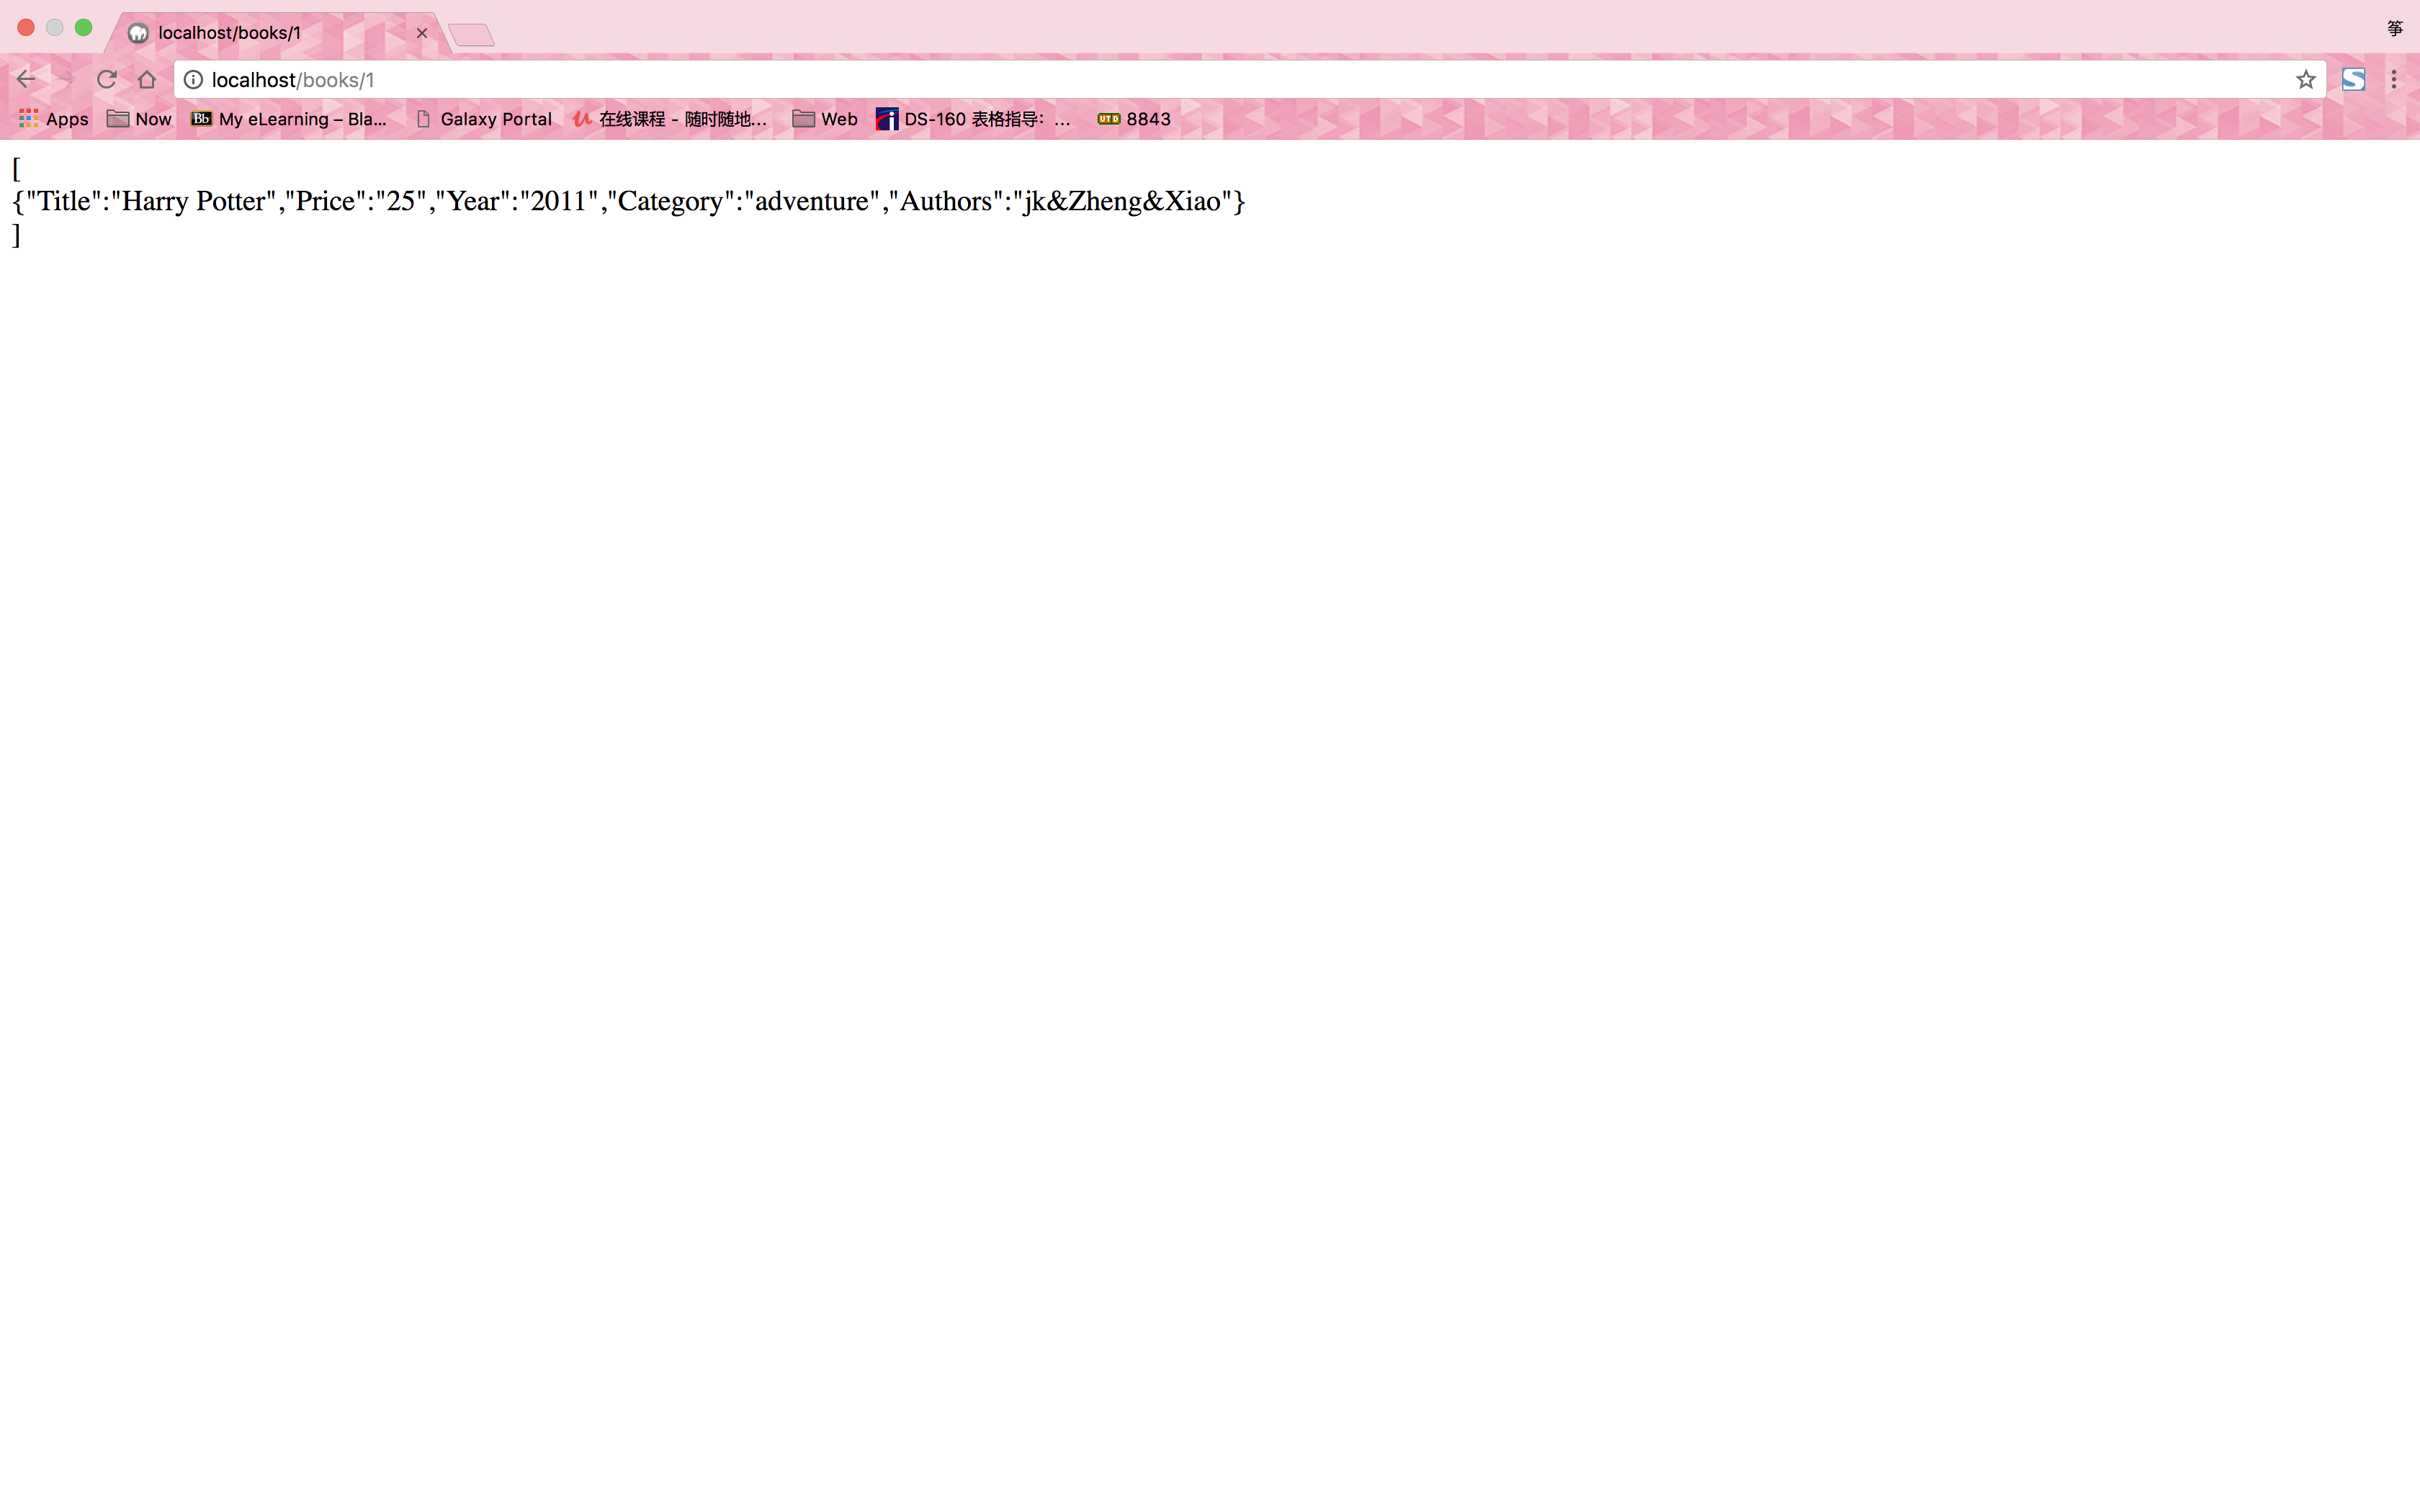 localhost/books/1
筝
localhost/books/1
Apps Now Bb My eLearning – Bla... Galaxy Portal 在线课程 - 随时随地... Web DS-160 表格指导：... UTD 8843
[
{"Title":"Harry Potter","Price":"25","Year":"2011","Category":"adventure","Authors":"jk&Zheng&Xiao"}
]